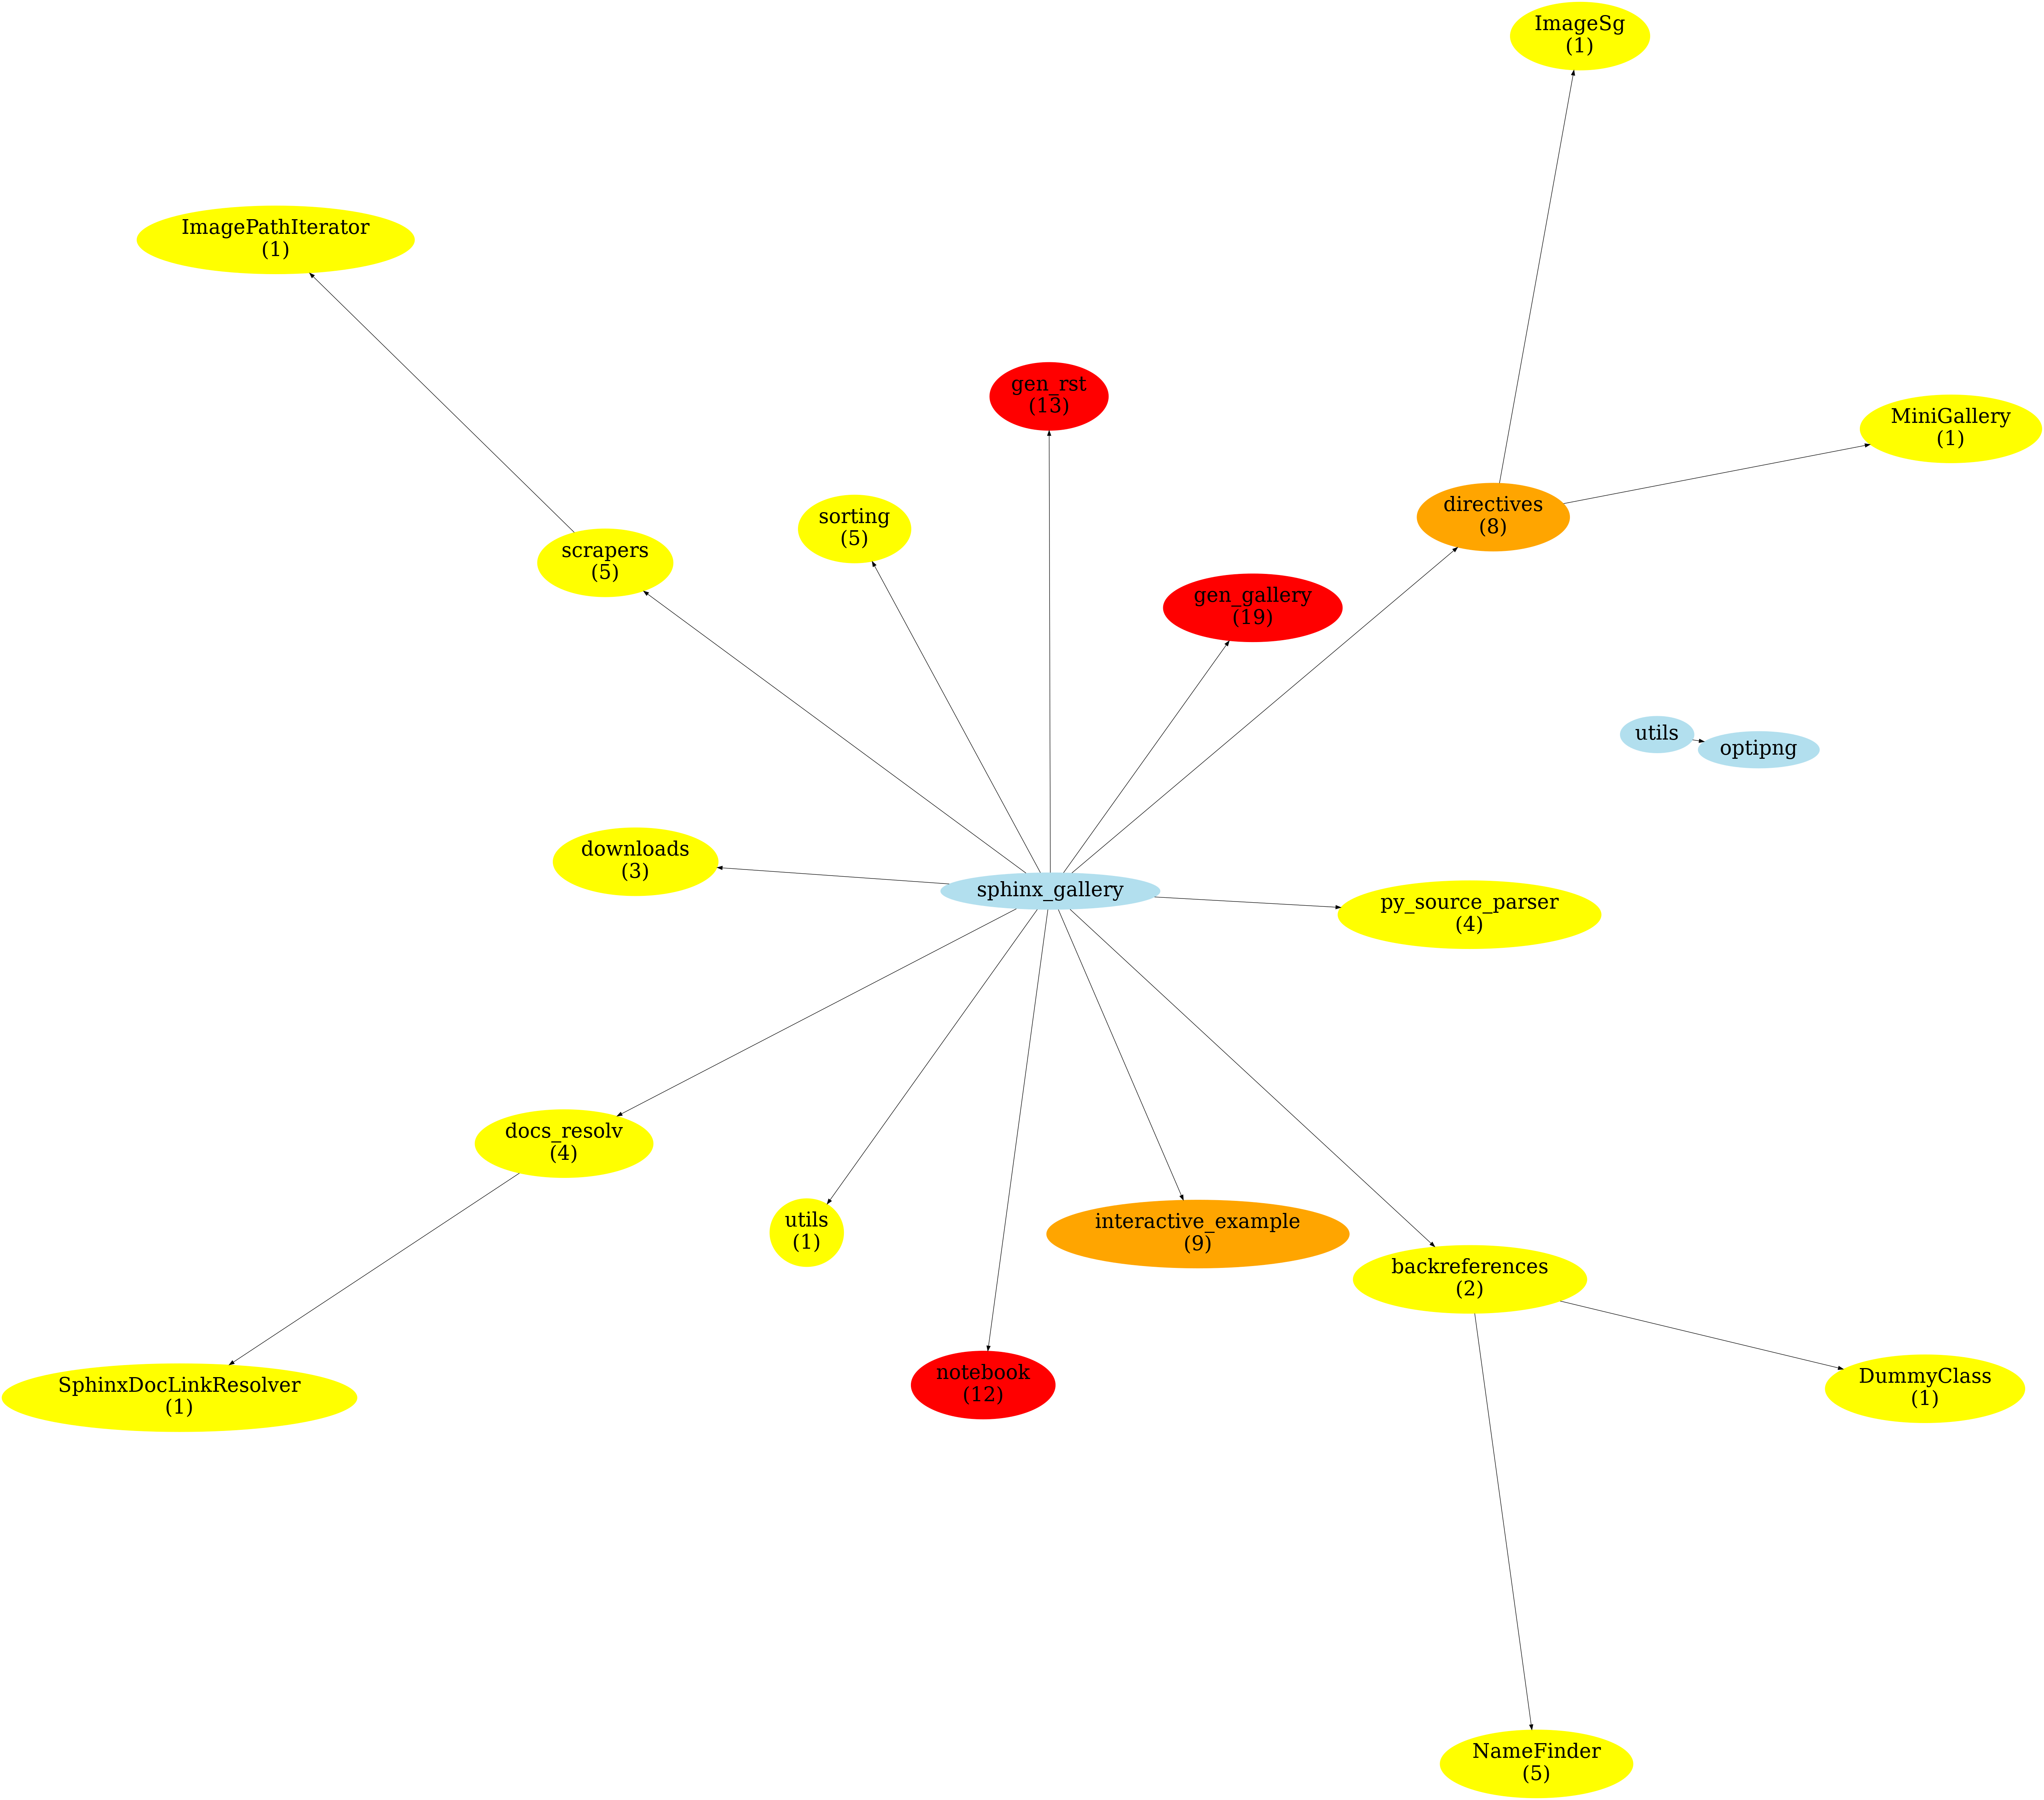 ImageSg
(1)
ImagePathIterator
(1)
gen_rst
(13)
MiniGallery
(1)
directives
(8)
sorting
(5)
scrapers
(5)
gen_gallery
(19)
utils
optipng
downloads
(3)
sphinx_gallery
py_source_parser
(4)
docs_resolv
(4)
utils
(1)
interactive_example
(9)
backreferences
(2)
notebook
(12)
SphinxDocLinkResolver
(1)
DummyClass
(1)
NameFinder
(5)